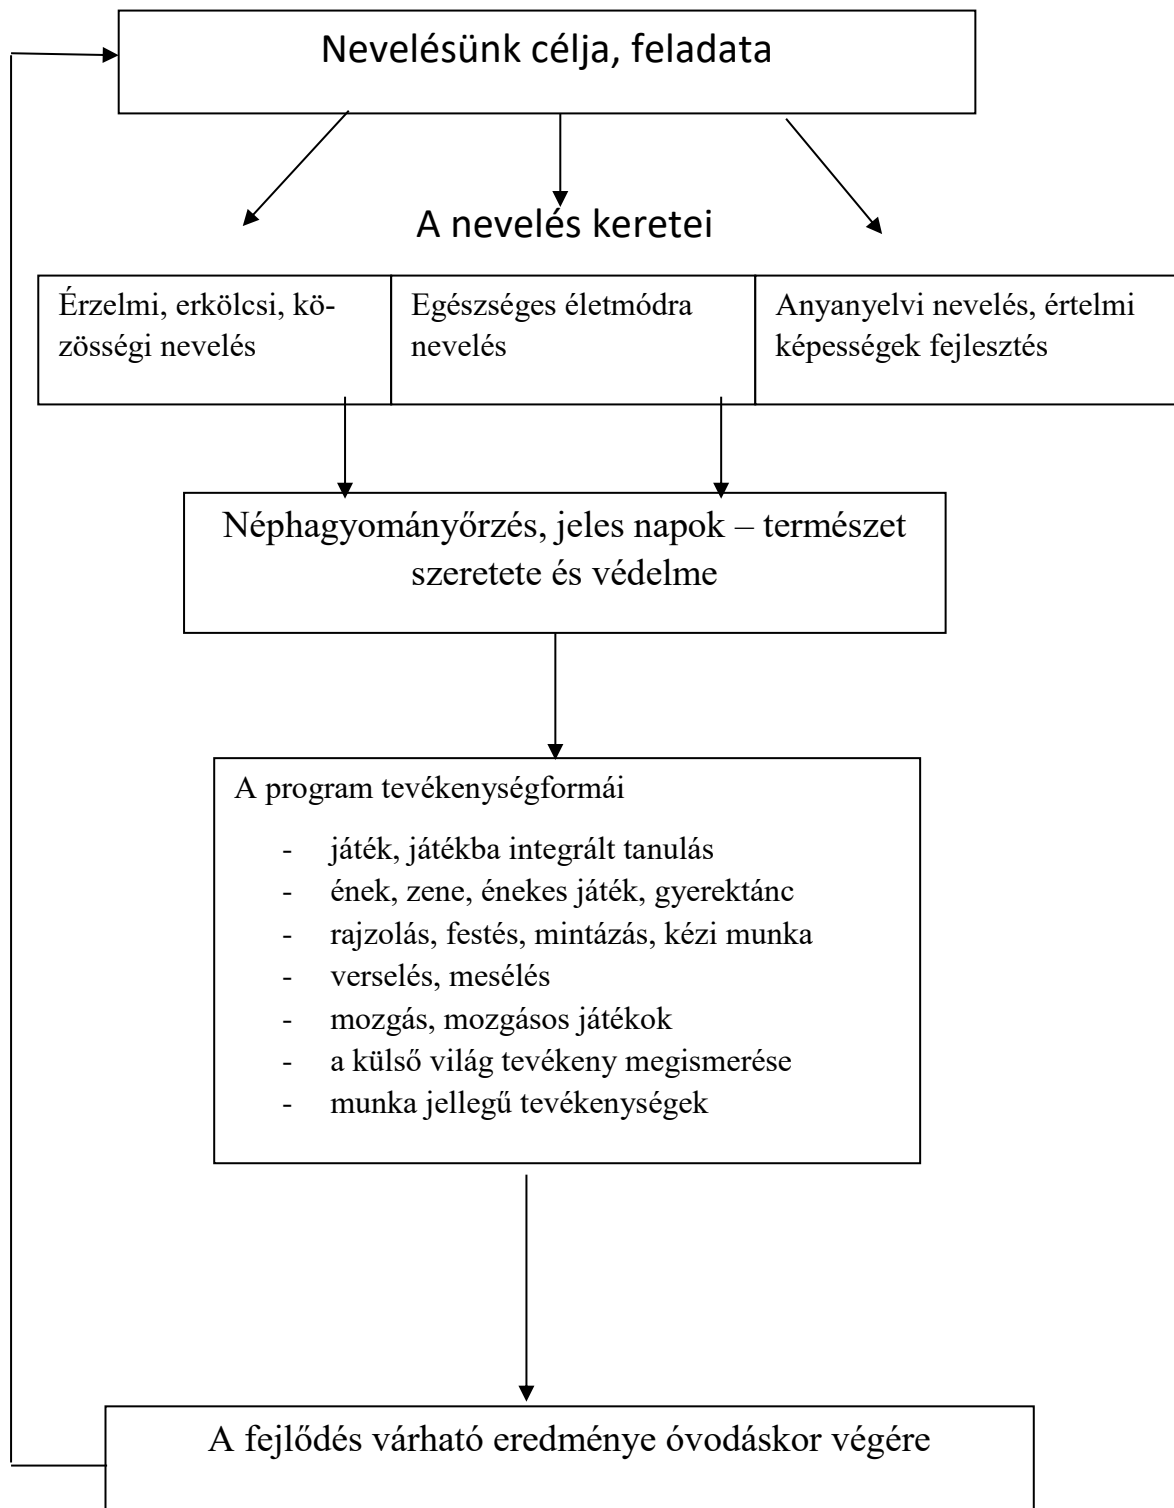 Nevelésünk célja, feladata
A nevelés keretei
Érzelmi, erkölcsi, kö-
zösségi nevelés
Egészséges életmódra
nevelés
Anyanyelvi nevelés, értelmi
képességek fejlesztés
Néphagyományőrzés, jeles napok – természet
szeretete és védelme
A program tevékenységformái
- játék, játékba integrált tanulás
- ének, zene, énekes játék, gyerektánc
- rajzolás, festés, mintázás, kézi munka
- verselés, mesélés
- mozgás, mozgásos játékok
- a külső világ tevékeny megismerése
- munka jellegű tevékenységek
A fejlődés várható eredménye óvodáskor végére